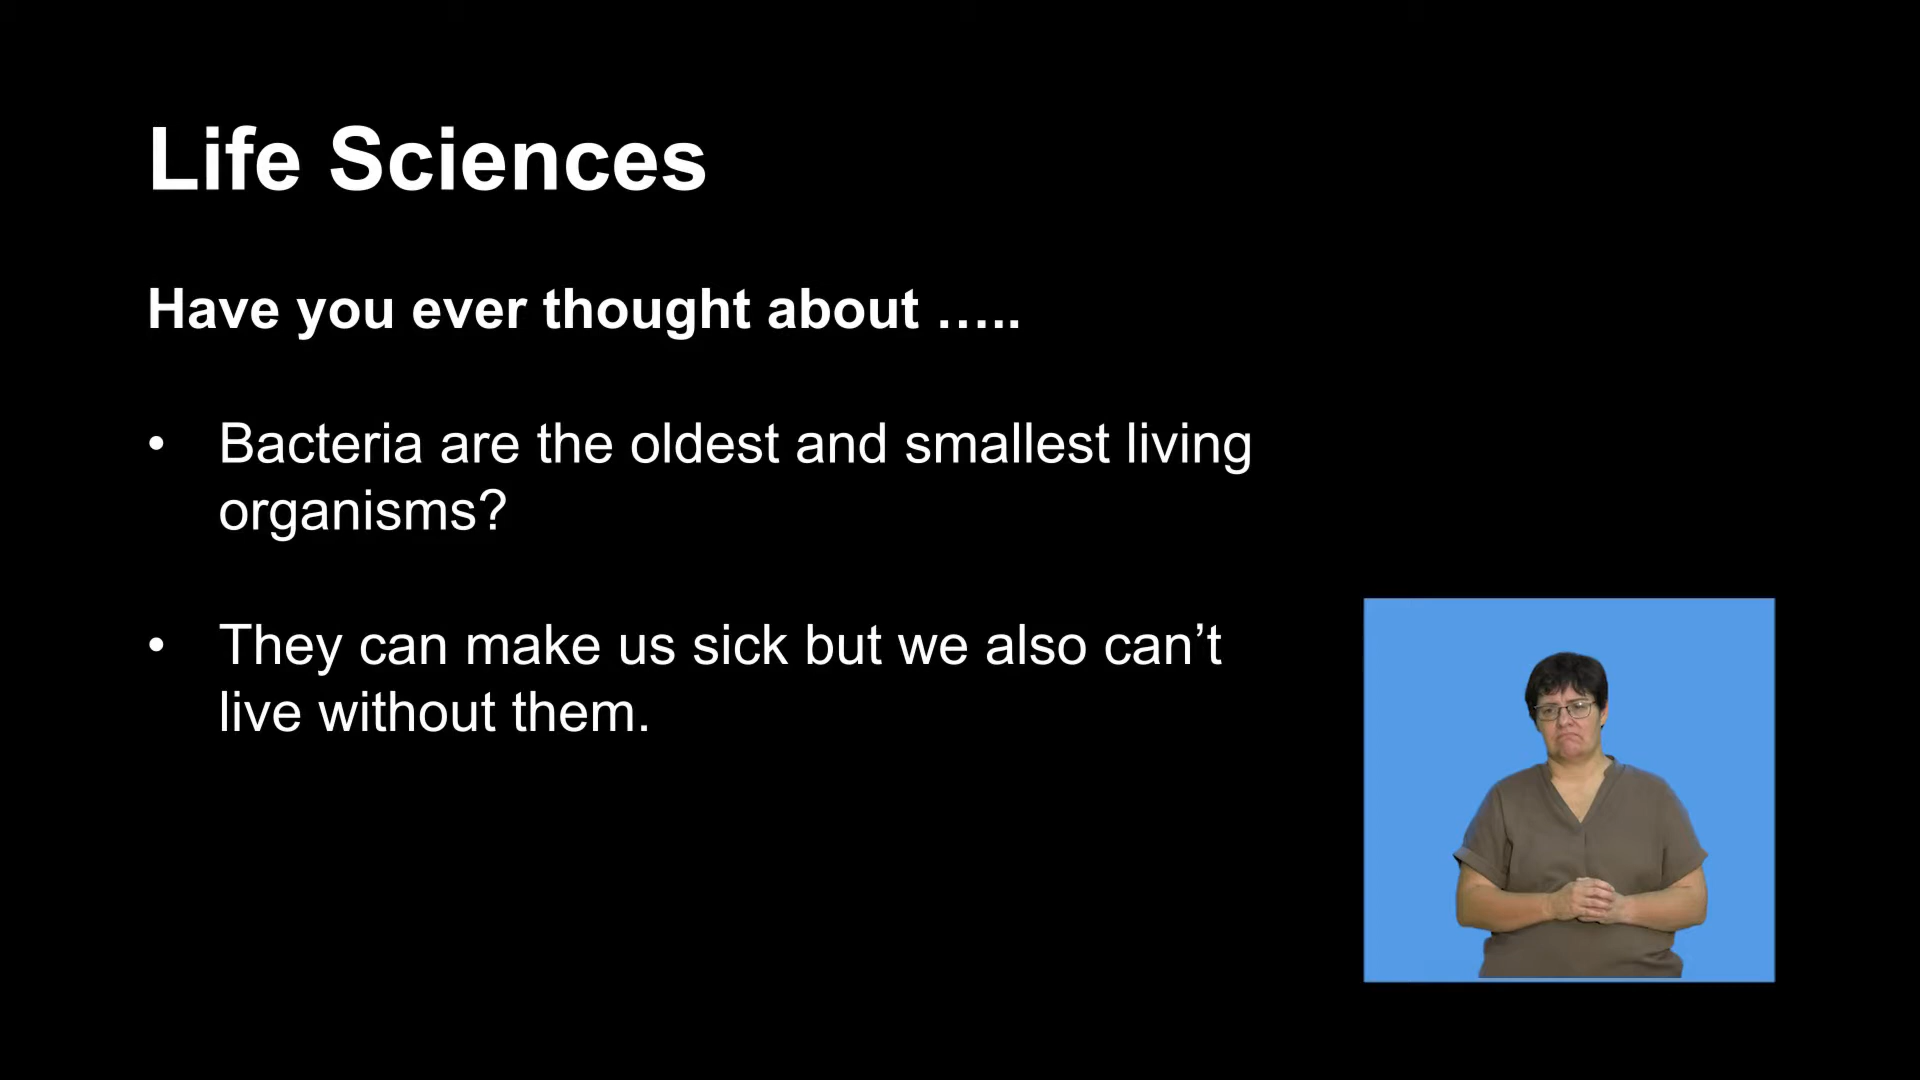 Life Sciences
Have you ever thought about …..
• Bacteria are the oldest and smallest living
organisms?
• They can make us sick but we also can’t
live without them.